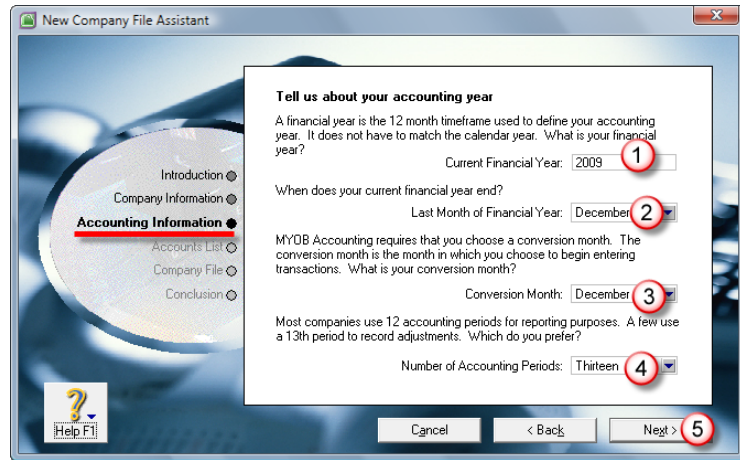 New Company File Assistant
Tell us about your accounting year
A financial year is the 12 month timeframe used to define your accounting
year. It does not have to match the calendar year. What is your financial
year?
Current Financial Year: 2009 1
When does your current financial year end?
Last Month of Financial Year: December 2
MYOB Accounting requires that you choose a conversion month. The
conversion month is the month in which you choose to begin entering
transactions. What is your conversion month?
Conversion Month: December 3
Most companies use 12 accounting periods for reporting purposes. A few use
a 13th period to record adjustments. Which do you prefer?
Number of Accounting Periods: Thirteen 4
Introduction
Company Information
Accounting Information
Accounts List
Company File
Conclusion
Help F1
Cancel
< Back
Next > 5